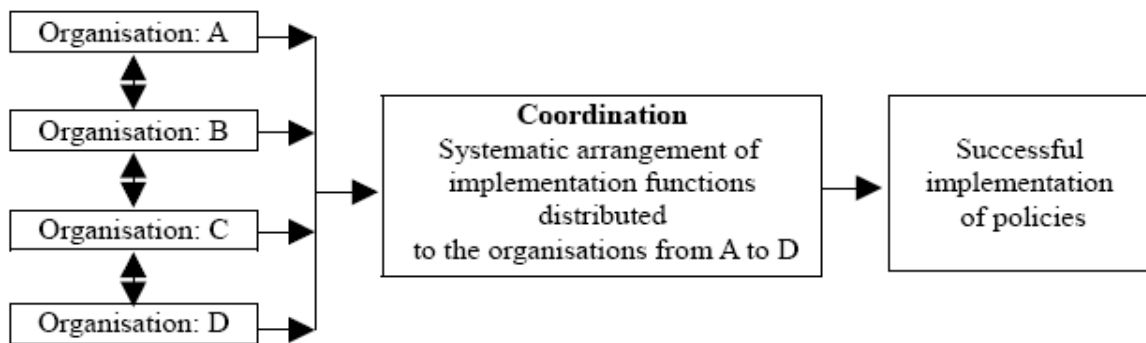 Organisation: A
Organisation: B
Organisation: C
Organisation: D
Coordination
Systematic arrangement of
implementation functions
distributed
to the organisations from A to D
Successful
implementation
of policies